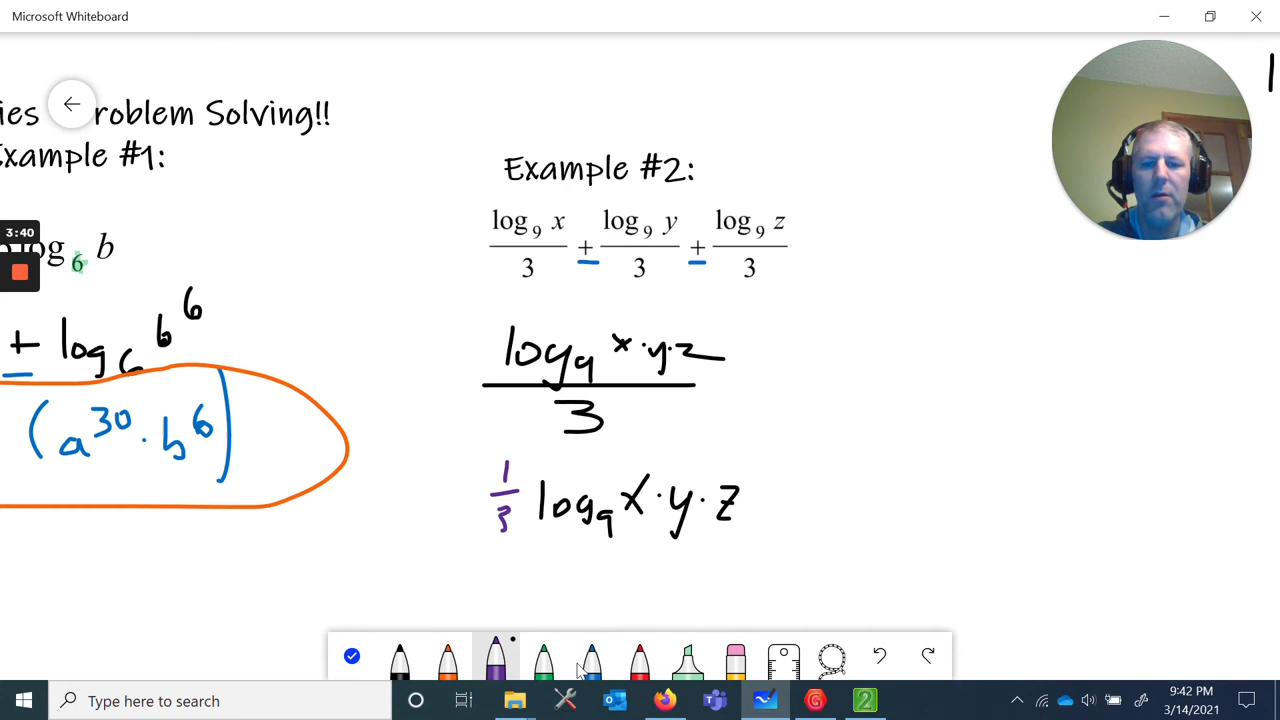 Microsoft Whiteboard
ies Problem Solving!!
Example #1:
3:40
log 6 b
+ log 6 b^6
(a^30 · b^6)
Example #2:
log 9 x / 3 + log 9 y / 3 + log 9 z / 3
log 9 x · y · z
3
1/3 log 9 x · y · z
Type here to search
9:42 PM
3/14/2021